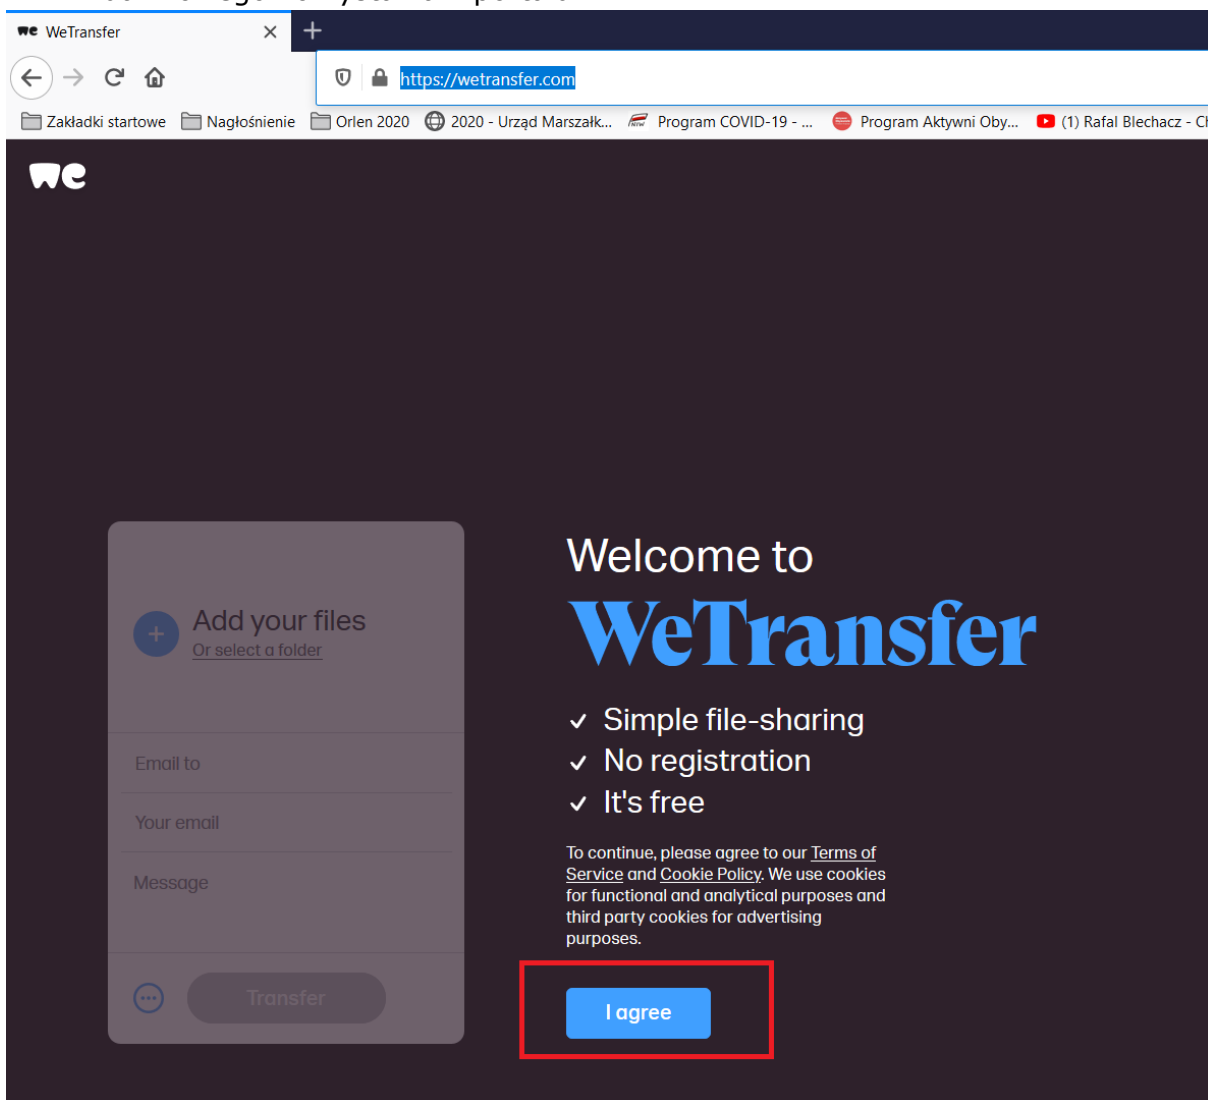 WeTransfer
https://wetransfer.com
Zakładki startowe Nagłośnienie Orlen 2020 2020 - Urząd Marszałk... Program COVID-19 - ... Program Aktywni Oby... (1) Rafal Blechacz - Ch
we
Add your files
Or select a folder
Email to
Your email
Message
Transfer
Welcome to
WeTransfer
Simple file-sharing
No registration
It's free
To continue, please agree to our Terms of
Service and Cookie Policy. We use cookies
for functional and analytical purposes and
third party cookies for advertising
purposes.
I agree